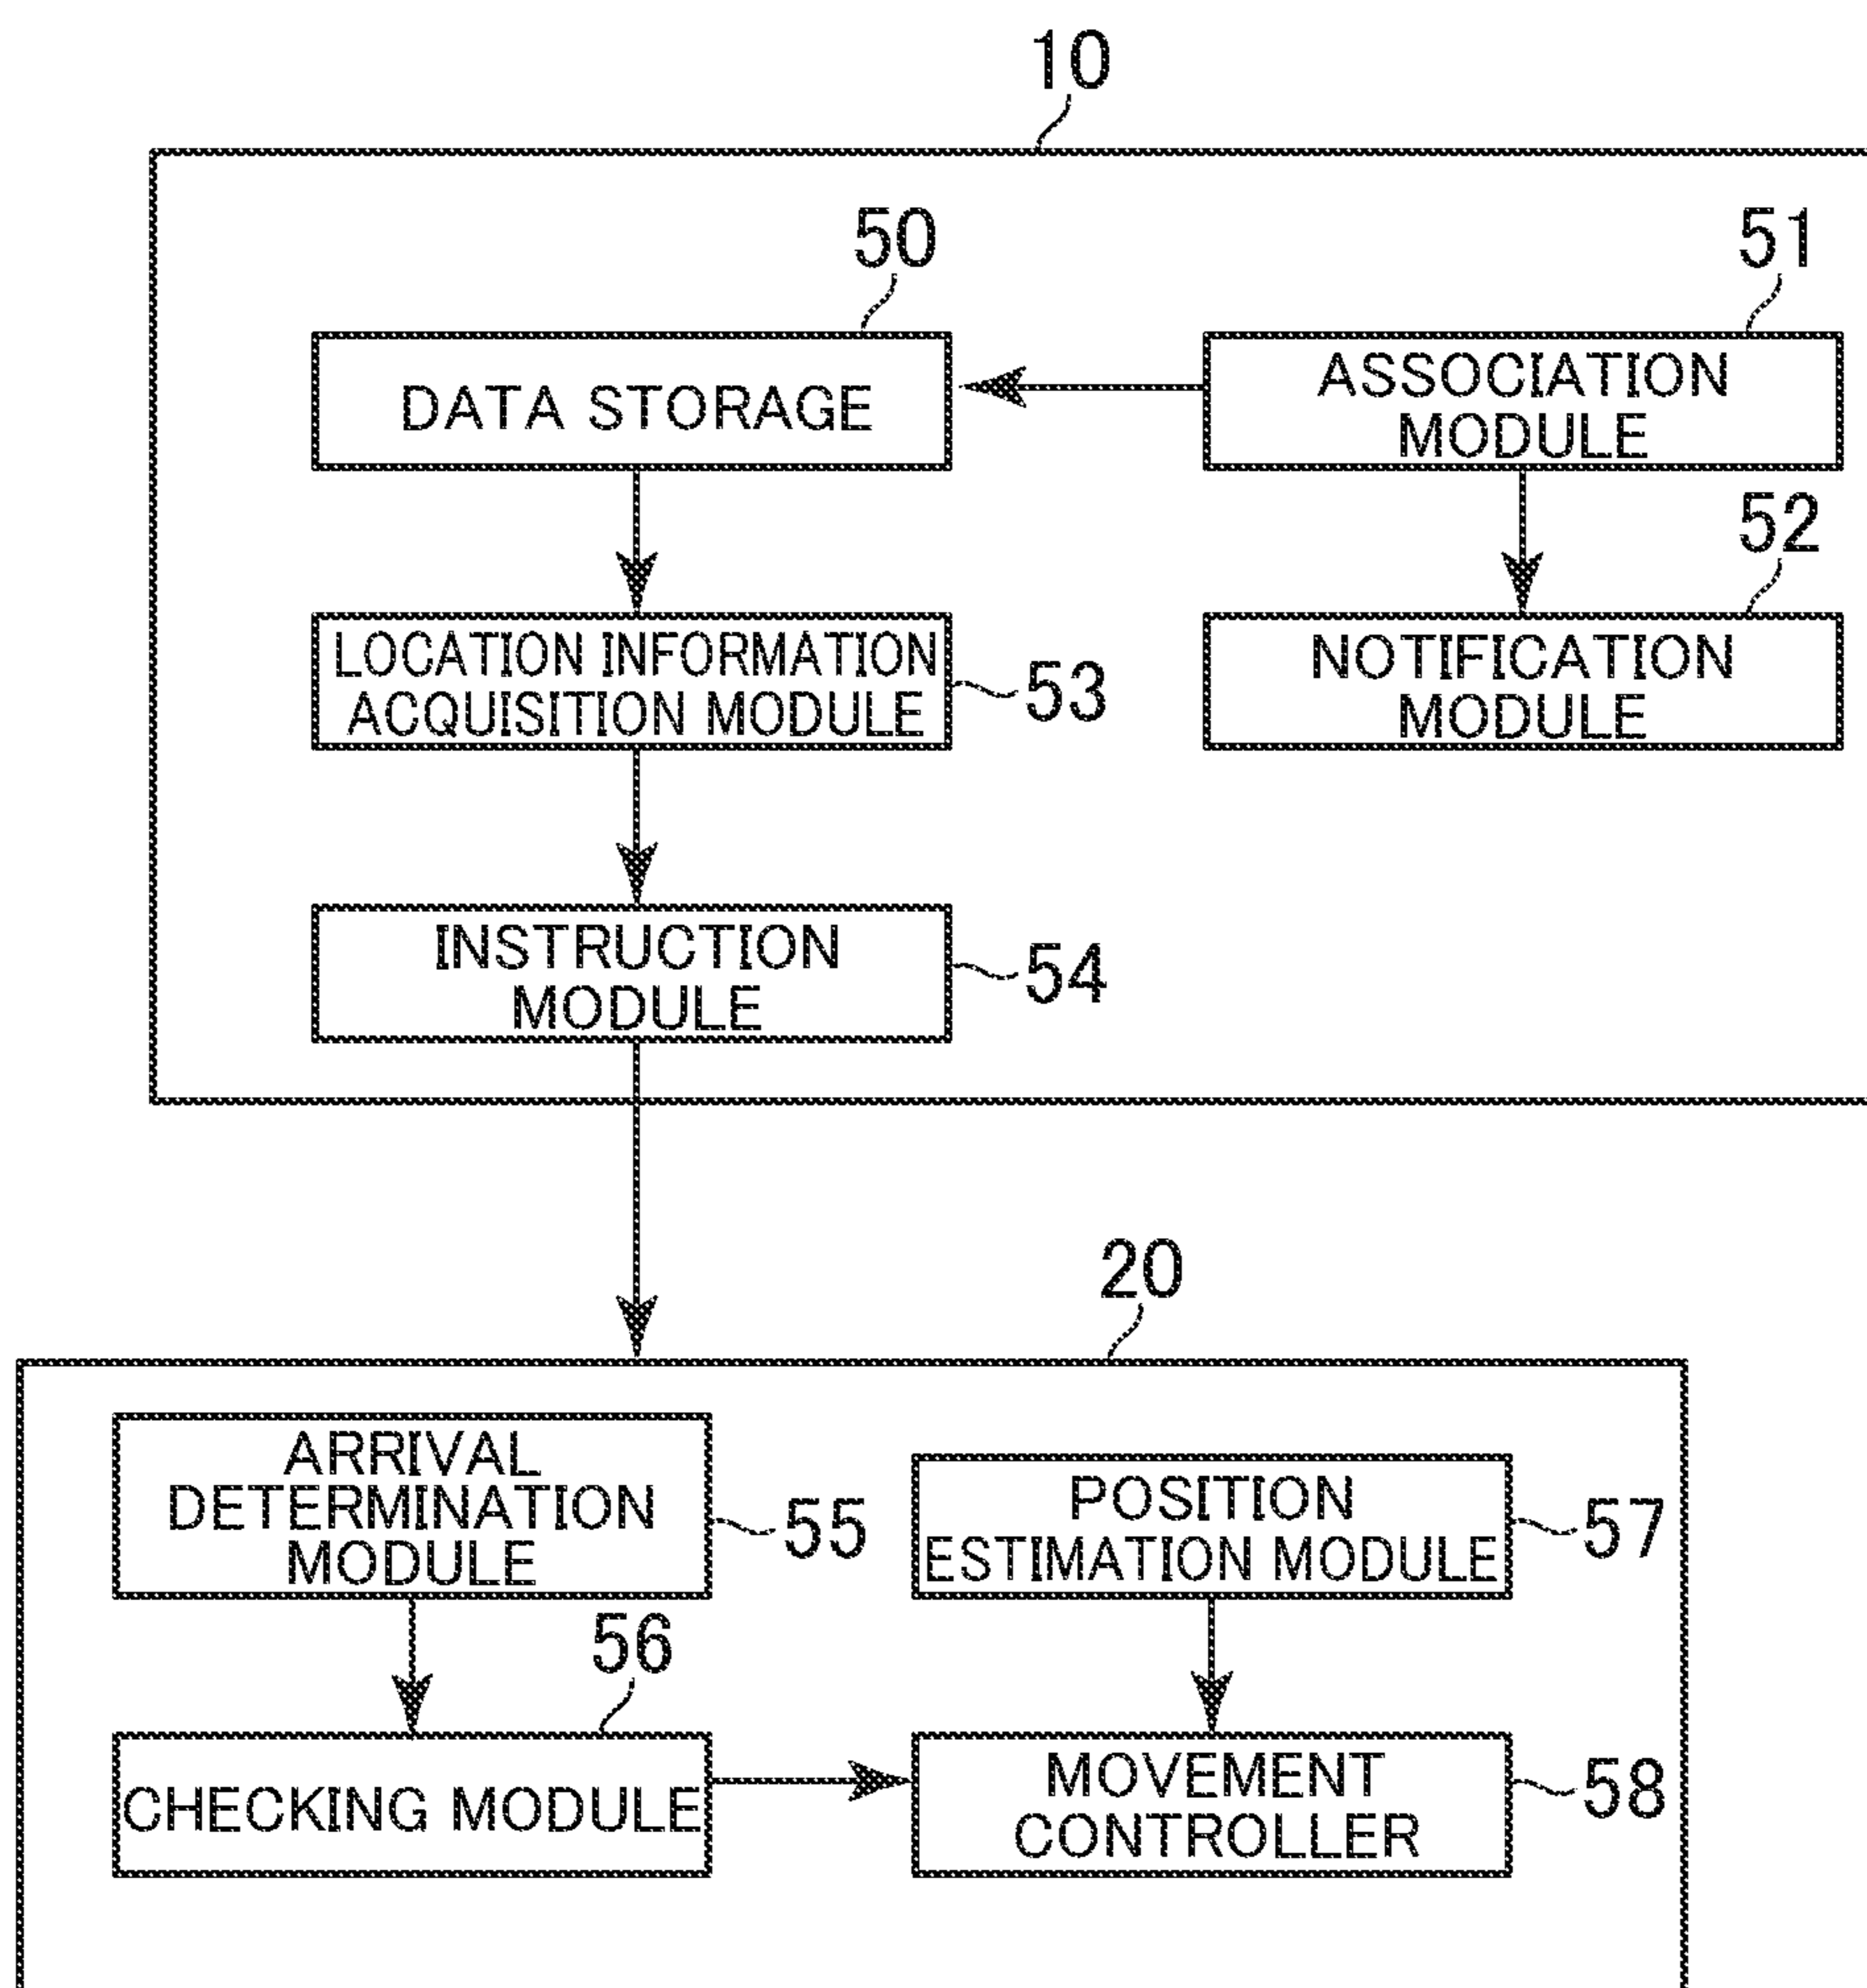 10
50
51
DATA STORAGE
ASSOCIATION
MODULE
52
LOCATION INFORMATION
ACQUISITION MODULE
53
NOTIFICATION
MODULE
INSTRUCTION
MODULE
54
20
ARRIVAL
DETERMINATION
MODULE
55
POSITION
ESTIMATION MODULE
57
56
CHECKING MODULE
MOVEMENT
CONTROLLER
58